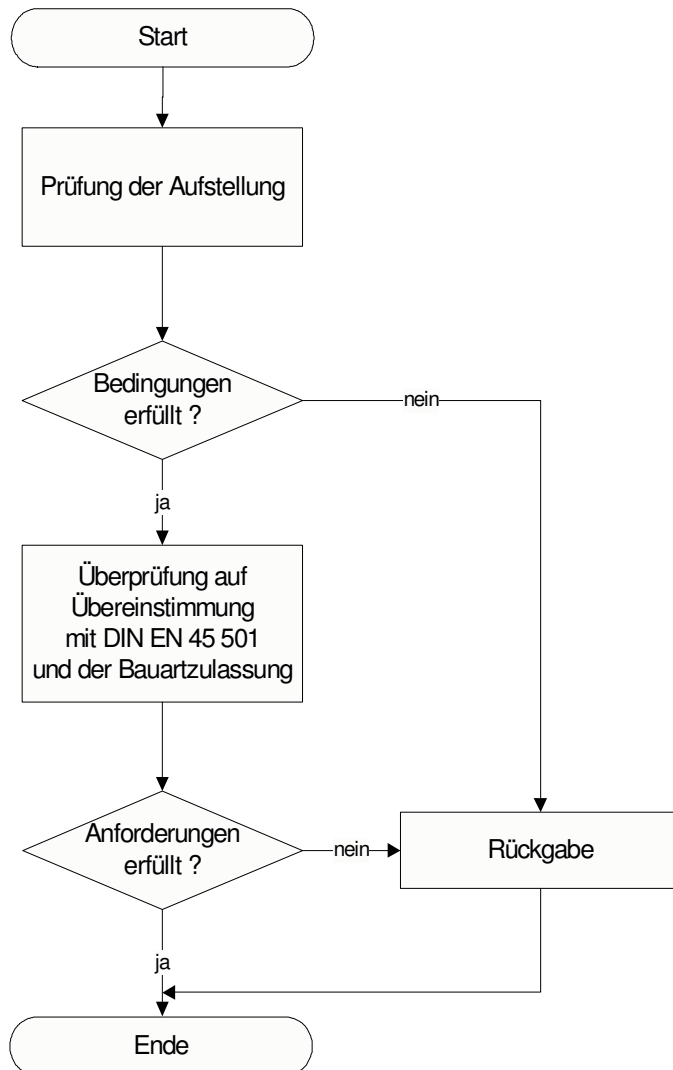 Start
Prüfung der Aufstellung
Bedingungen
erfüllt ?
nein
ja
Überprüfung auf
Übereinstimmung
mit DIN EN 45 501
und der Bauartzulassung
Anforderungen
erfüllt ?
nein
Rückgabe
ja
Ende